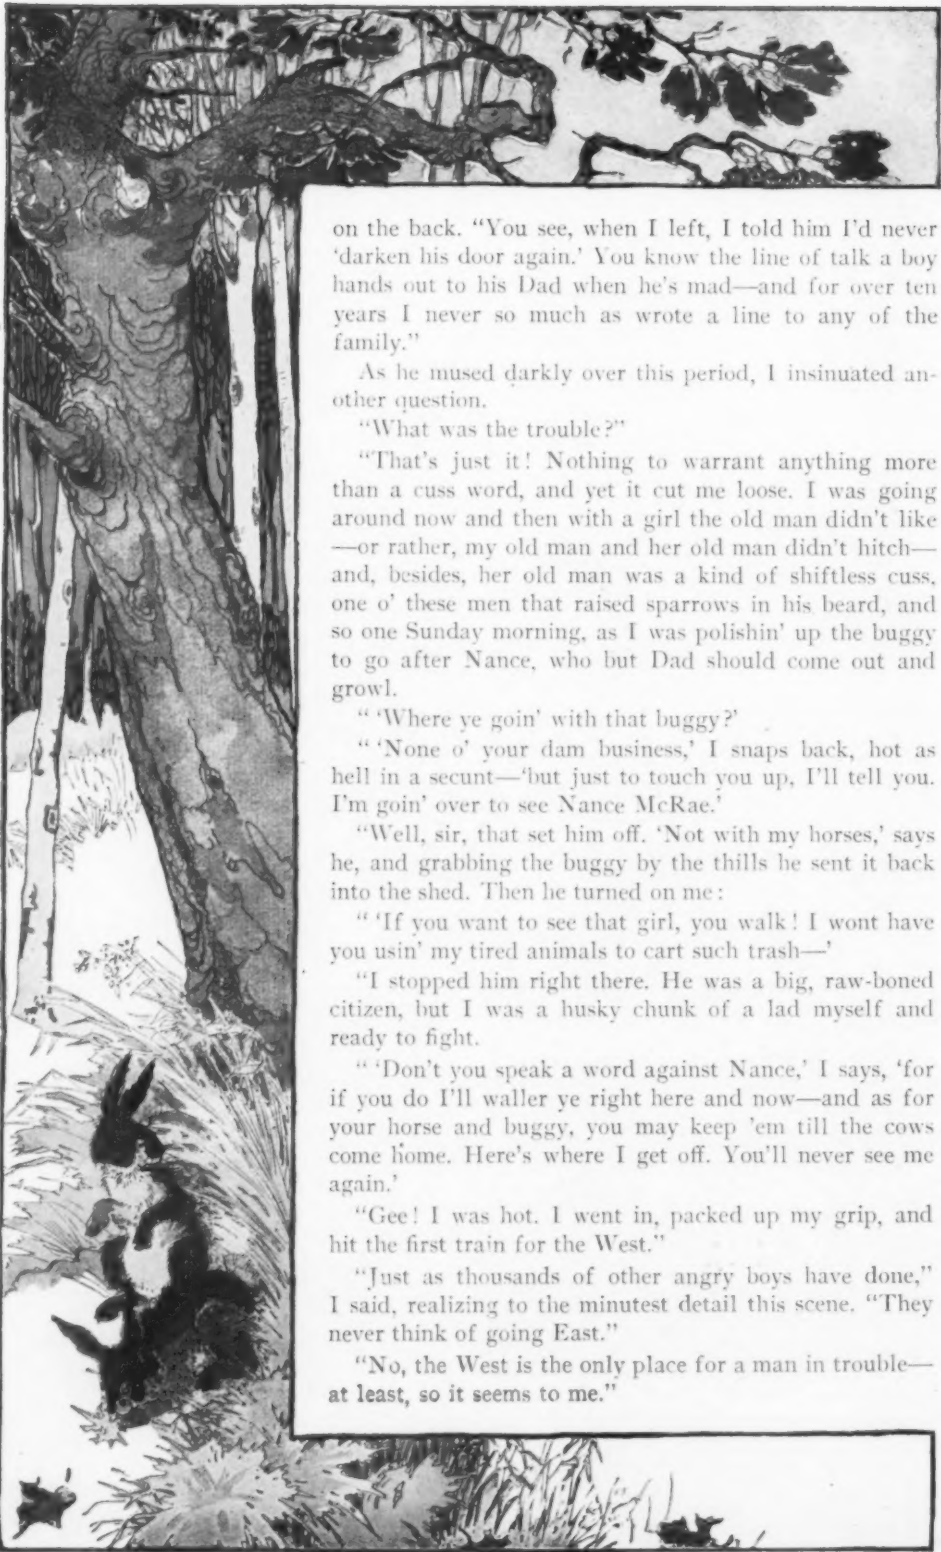 on the back. “You see, when I left, I told him I’d never
‘darken his door again.’ You know the line of talk a boy
hands out to his Dad when he’s mad—and for over ten
years I never so much as wrote a line to any of the
family.”
As he mused darkly over this period, I insinuated an-
other question.
“What was the trouble?”
“That’s just it! Nothing to warrant anything more
than a cuss word, and yet it cut me loose. I was going
around now and then with a girl the old man didn’t like
—or rather, my old man and her old man didn’t hitch—
and, besides, her old man was a kind of shiftless cuss,
one o’ these men that raised sparrows in his beard, and
so one Sunday morning, as I was polishin’ up the buggy
to go after Nance, who but Dad should come out and
growl.
“ ‘Where ye goin’ with that buggy?’
“ ‘None o’ your dam business,’ I snaps back, hot as
hell in a secunt—‘but just to touch you up, I’ll tell you.
I’m goin’ over to see Nance McRae.’
“Well, sir, that set him off. ‘Not with my horses,’ says
he, and grabbing the buggy by the thills he sent it back
into the shed. Then he turned on me:
“ ‘If you want to see that girl, you walk! I wont have
you usin’ my tired animals to cart such trash—’
“I stopped him right there. He was a big, raw-boned
citizen, but I was a husky chunk of a lad myself and
ready to fight.
“ ‘Don’t you speak a word against Nance,’ I says, ‘for
if you do I’ll waller ye right here and now—and as for
your horse and buggy, you may keep ’em till the cows
come home. Here’s where I get off. You’ll never see me
again.’
“Gee! I was hot. I went in, packed up my grip, and
hit the first train for the West.”
“Just as thousands of other angry boys have done,”
I said, realizing to the minutest detail this scene. “They
never think of going East.”
“No, the West is the only place for a man in trouble—
at least, so it seems to me.”